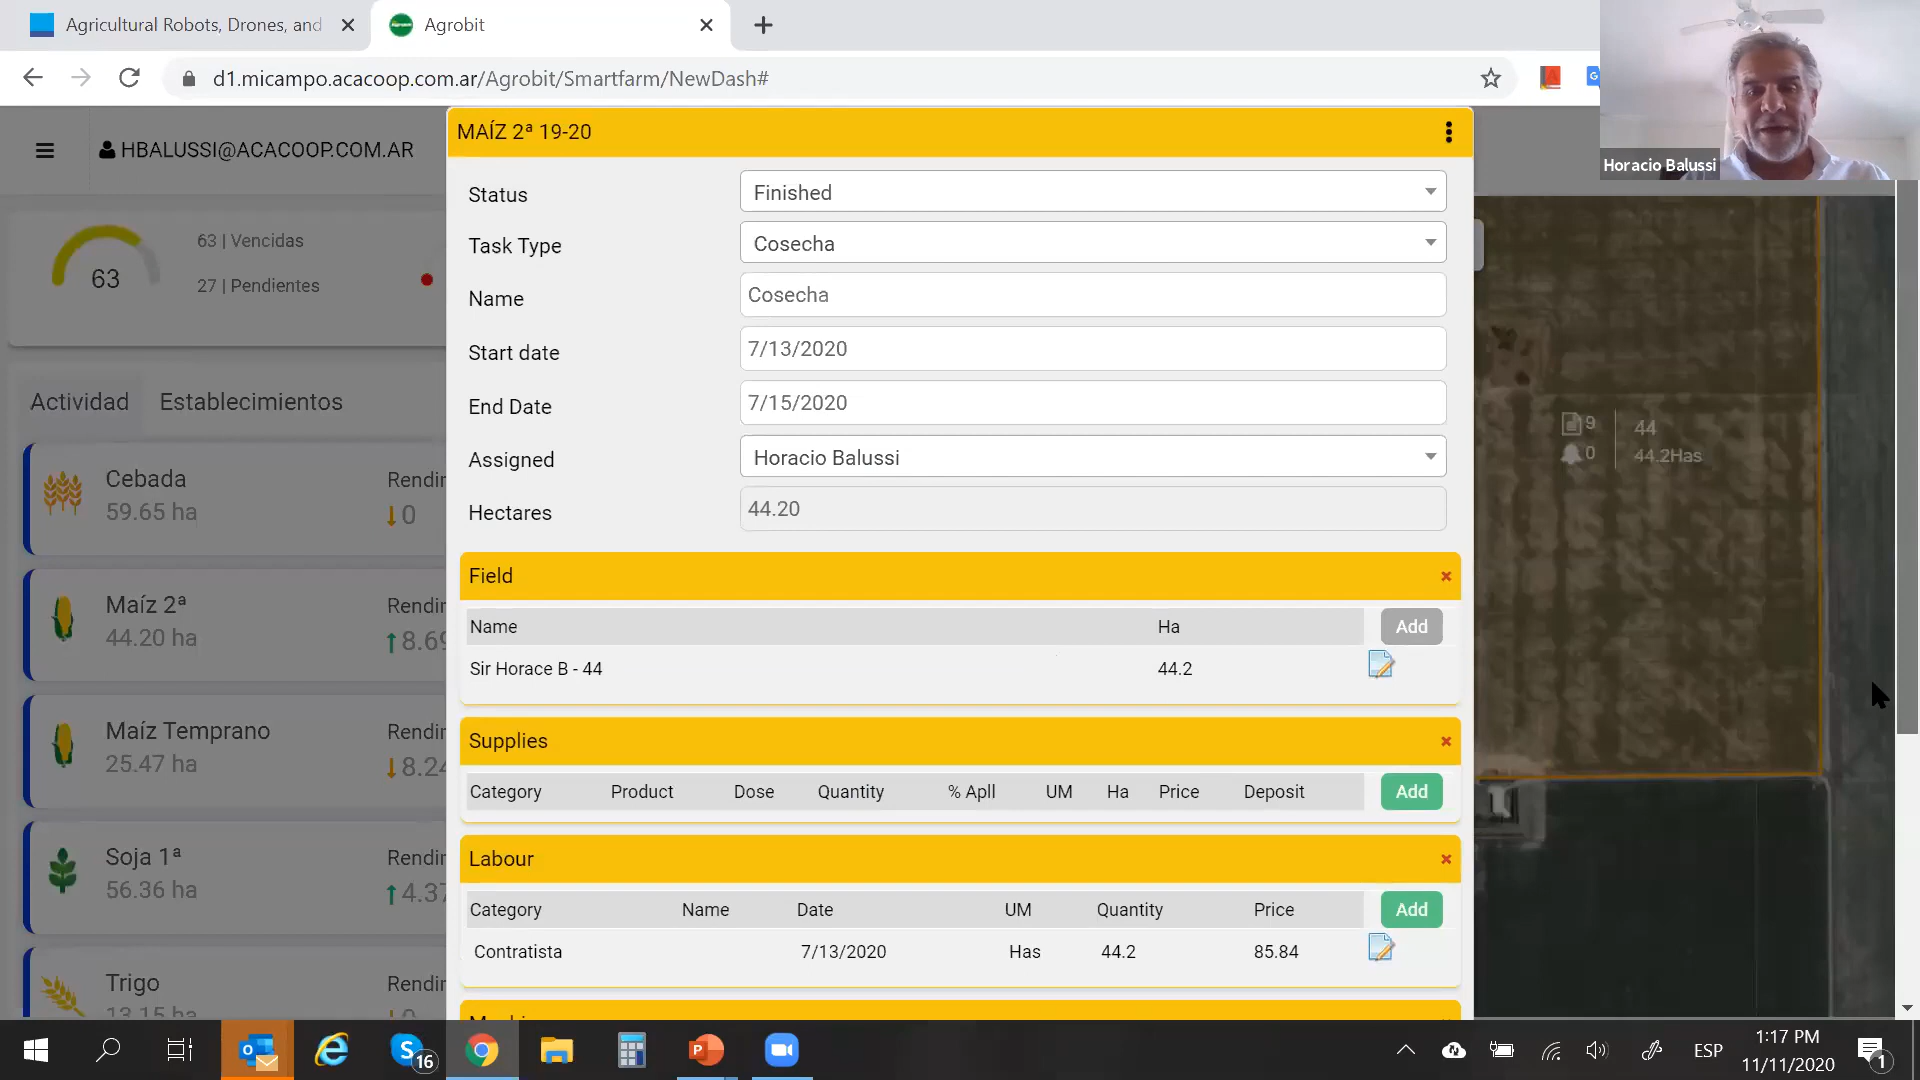 Agricultural Robots, Drones, and
Agrobit
d1.micampo.acacoop.com.ar/Agrobit/Smartfarm/NewDash#
Horacio Balussi
HBALUSSI@ACACOOP.COM.AR
MAÍZ 2ª 19-20
63
63 | Vencidas
27 | Pendientes
Status
Finished
Task Type
Cosecha
Name
Cosecha
Start date
7/13/2020
End Date
7/15/2020
Assigned
Horacio Balussi
Hectares
44.20
Actividad
Establecimientos
Cebada
59.65 ha
Rendir
0
Maíz 2ª
44.20 ha
Rendir
8.69
Maíz Temprano
25.47 ha
Rendir
8.24
Soja 1ª
56.36 ha
Rendir
4.37
Trigo
13.15 ha
Rendir
0
9
0
44
44.2Has
Field
Name Ha Add
Sir Horace B - 44 44.2
Supplies
Category Product Dose Quantity % Apll UM Ha Price Deposit Add
Labour
Category Name Date UM Quantity Price Add
Contratista 7/13/2020 Has 44.2 85.84
16
ESP
1:17 PM
11/11/2020
1